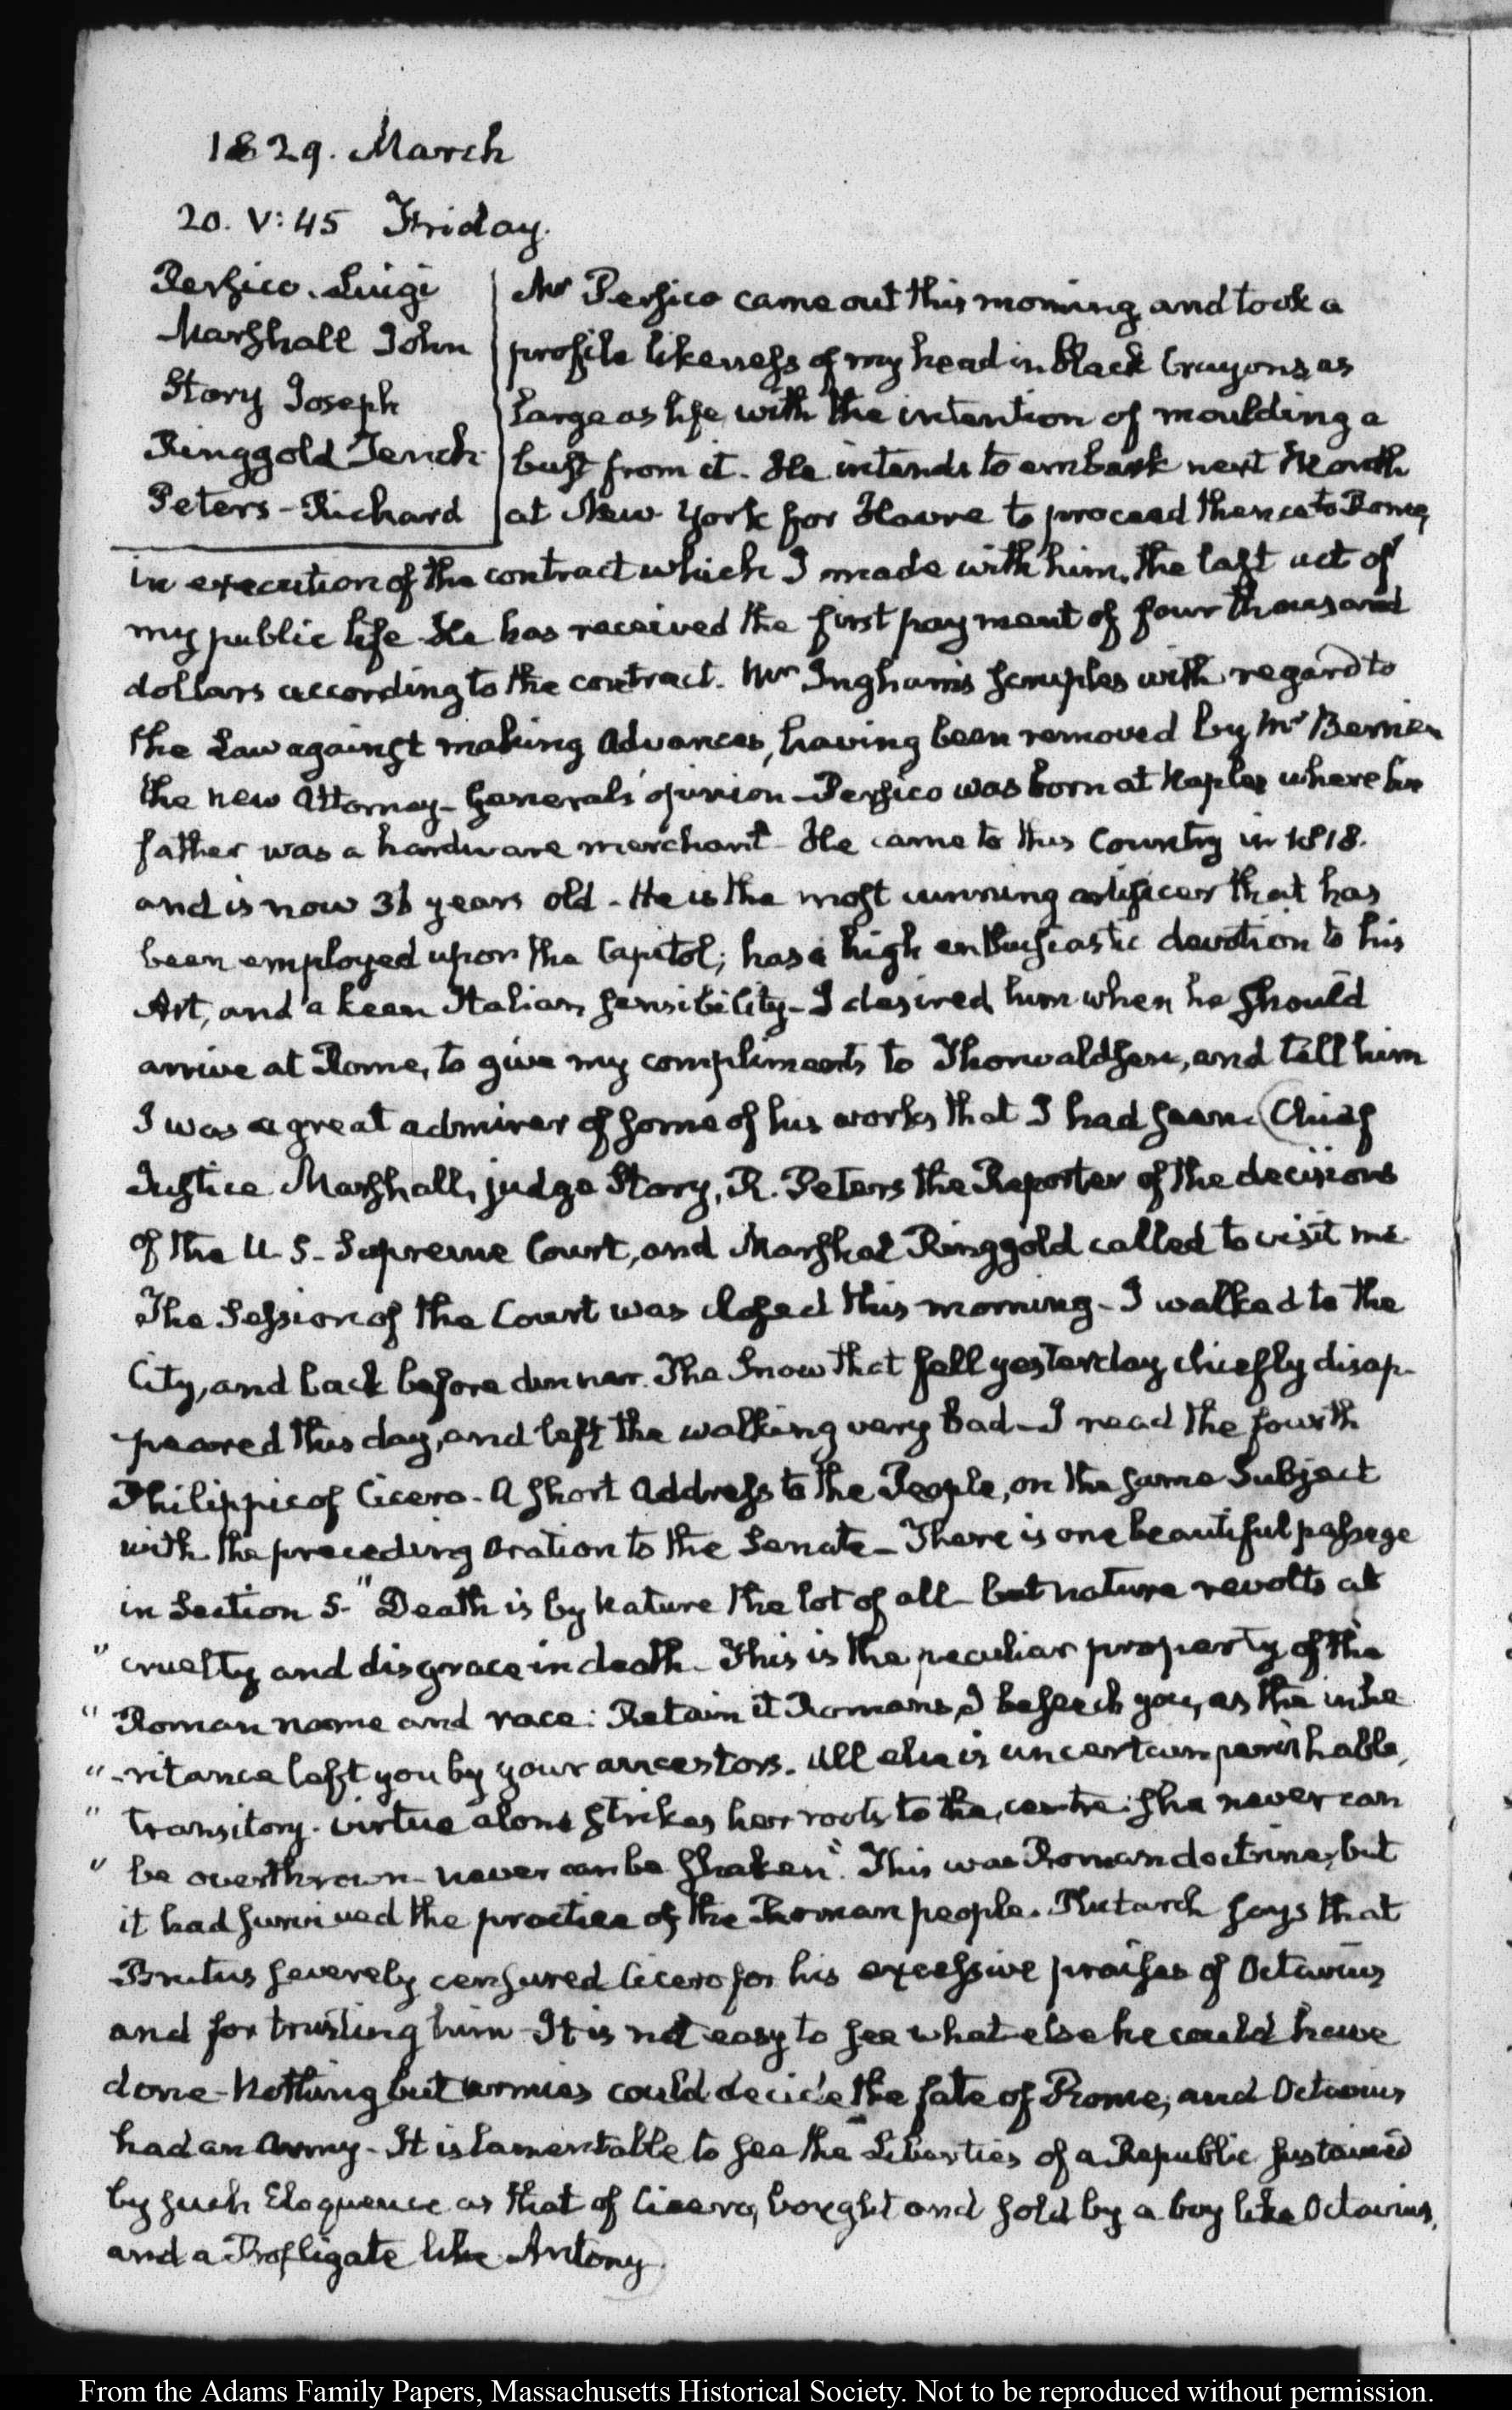 1829. March
20. V:45 Friday.
Persico. Luigi
Marshall John
Story Joseph
Ringgold Tench
Peters - Richard
Mr Persico came out this morning and took a
profile likeness of my head in black Crayons, as
large as life, with the intention of moulding a
bust from it. He intends to embark next Month
at New York for Havre to proceed thence to Rome,
in execution of the contract which I made with him, the last act of
my public life. He has received the first payment of four thousand
dollars according to the contract. Mr Ingham's scruples with regard to
the Law against making Advances, having been removed by Mr Berrien
the new Attorney-General's opinion - Persico was born at Naples where his
father was a hardware merchant - He came to this Country in 1818.
and is now years old - He is the most cunning artificer that has
been employed upon the Capitol; has a high enthusiastic devotion to his
Art, and a keen Italian sensibility - I desired him when he should
arrive at Rome, to give my compliments to Thorwaldsen, and tell him
I was a great admirer of some of his works that I had seen. Chief
Justice Marshall, judge Story, R. Peters the Reporter of the decisions
of the U.S. Supreme Court, and Marshal Ringgold called to visit me.
The Session of the Court was closed this morning - I walked to the
City, and back before dinner. The Snow that fell yesterday chiefly disap-
-peared this day, and left the walking very bad - I read the fourth
Philippic of Cicero - A short Address to the People, on the same Subject
with the preceding Oration to the Senate - There is one beautiful passage
in Section 5. "Death is by Nature the lot of all - but nature revolts at
" cruelty and disgrace in death - This is the peculiar property of the
" Roman name and race: Retain it Romans, I beseech you, as the inhe
" -ritance left you by your ancestors. All else is uncertain perishable,
" transitory. virtue alone strikes her roots to the centre: she never can
" be overthrown - never can be shaken". This was Roman doctrine, but
it had survived the practice of the Roman people. Plutarch says that
Brutus severely censured Cicero for his excessive praises of Octavius
and for trusting him - It is not easy to see what else he could have
done - Nothing but armies could decide the fate of Rome, and Octavius
had an Army - It is lamentable to see the Liberties of a Republic sustained
by such Eloquence as that of Cicero, bought and sold by a boy like Octavius,
and a Profligate like Antony.
From the Adams Family Papers, Massachusetts Historical Society. Not to be reproduced without permission.